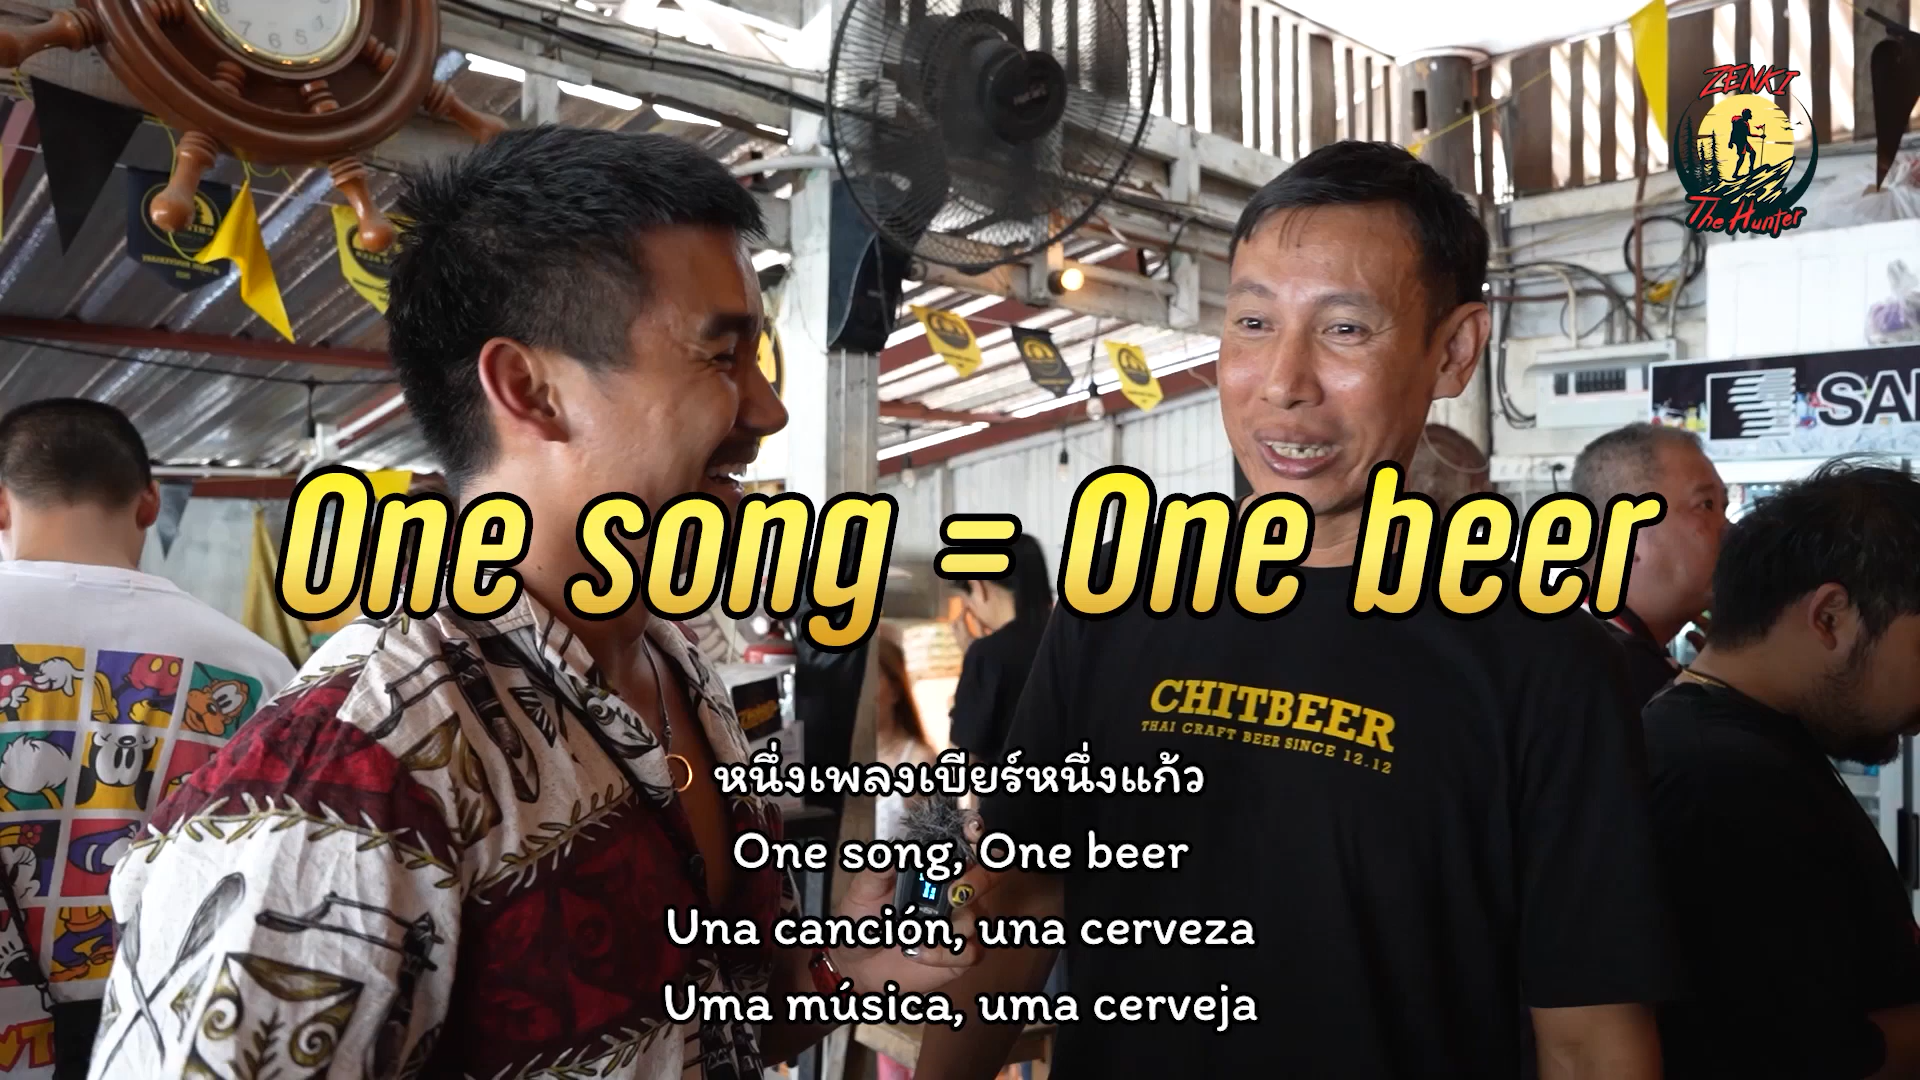 ZENKI
The Hunter
SA
One song = One beer
CHITBEER
THAI CRAFT BEER SINCE 12.12
หนึ่งเพลงเบียร์หนึ่งแก้ว
One song, One beer
Una canción, una cerveza
Uma música, uma cerveja